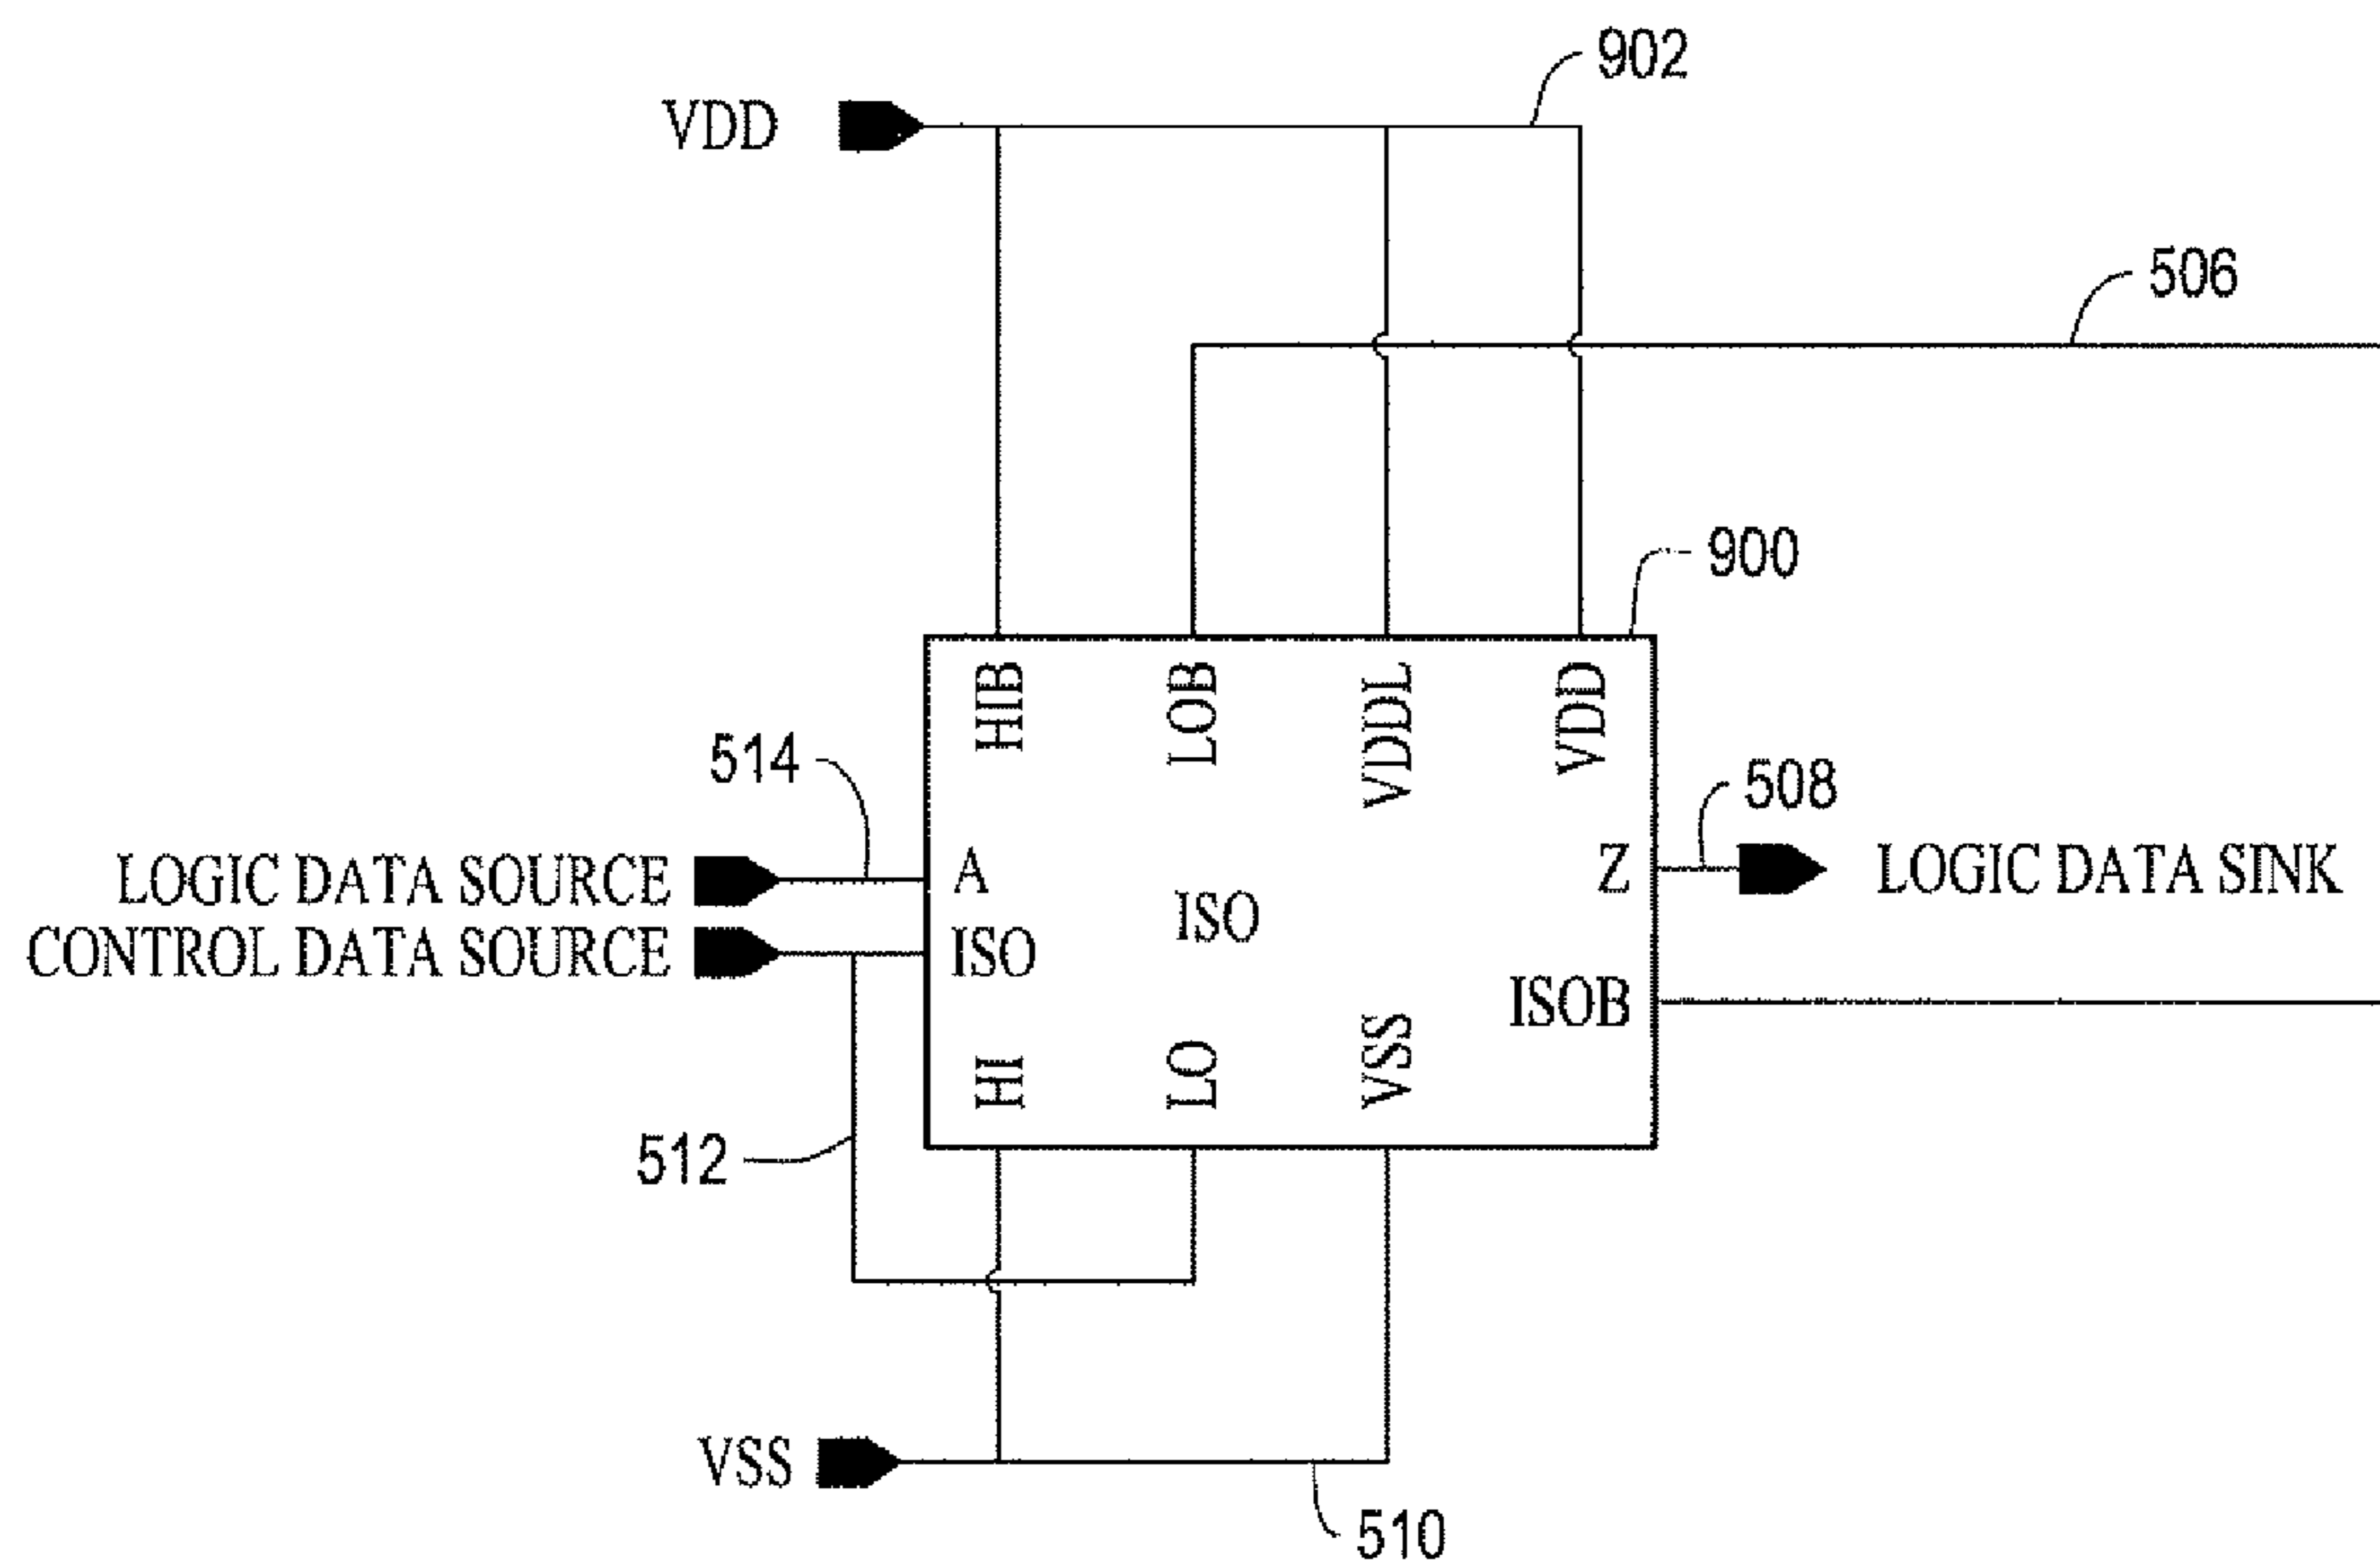 902
VDD
506
900
HIB
LOB
VDDL
VDD
514
508
LOGIC DATA SOURCE
A
Z
LOGIC DATA SINK
ISO
CONTROL DATA SOURCE
ISO
ISOB
HI
LO
VSS
512
VSS
510